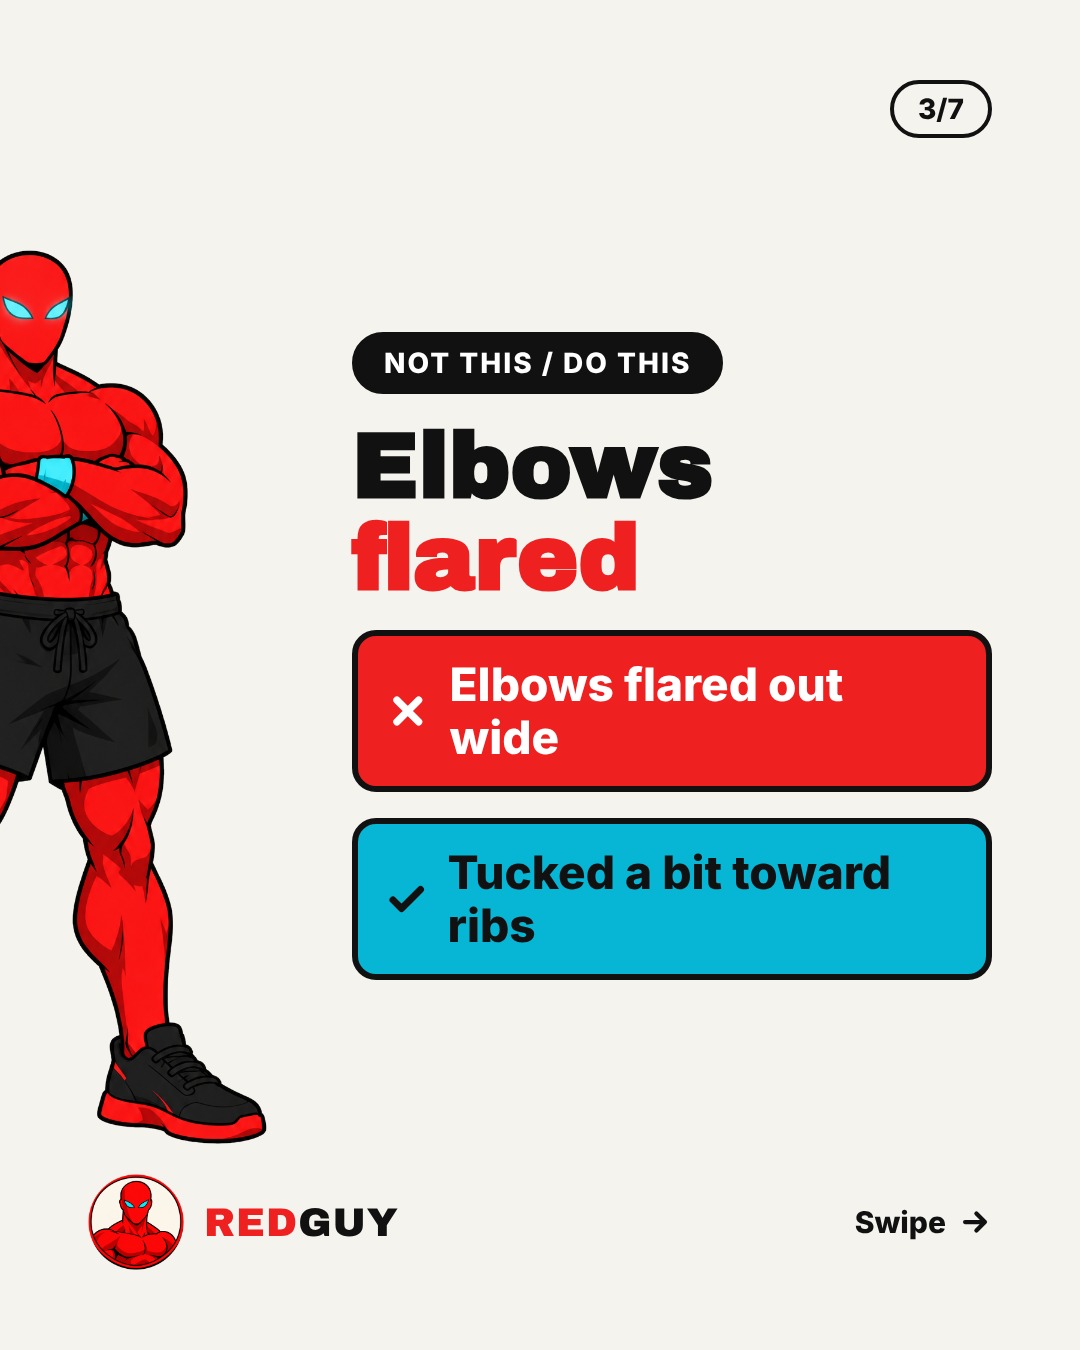 3/7
NOT THIS / DO THIS
Elbows
flared
Elbows flared out
wide
Tucked a bit toward
ribs
REDGUY
Swipe →